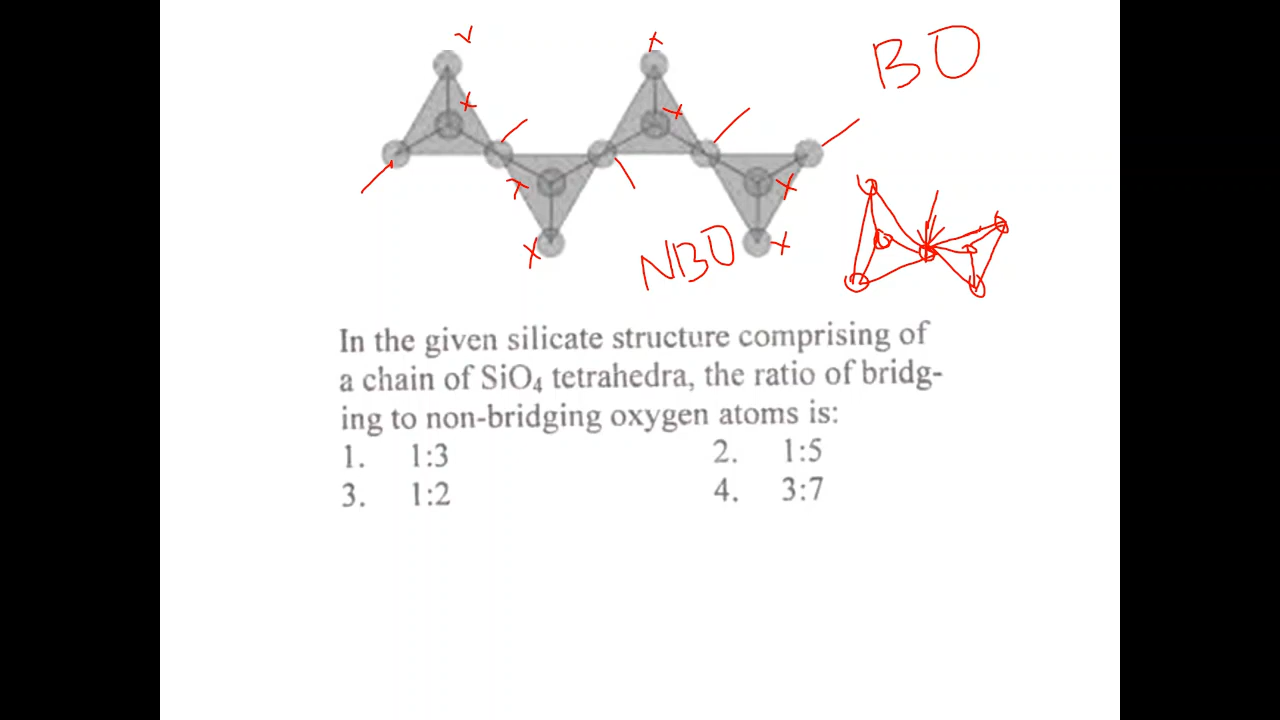 BO
NBO
In the given silicate structure comprising of
a chain of SiO₄ tetrahedra, the ratio of bridg-
ing to non-bridging oxygen atoms is:
1. 1:3 2. 1:5
3. 1:2 4. 3:7